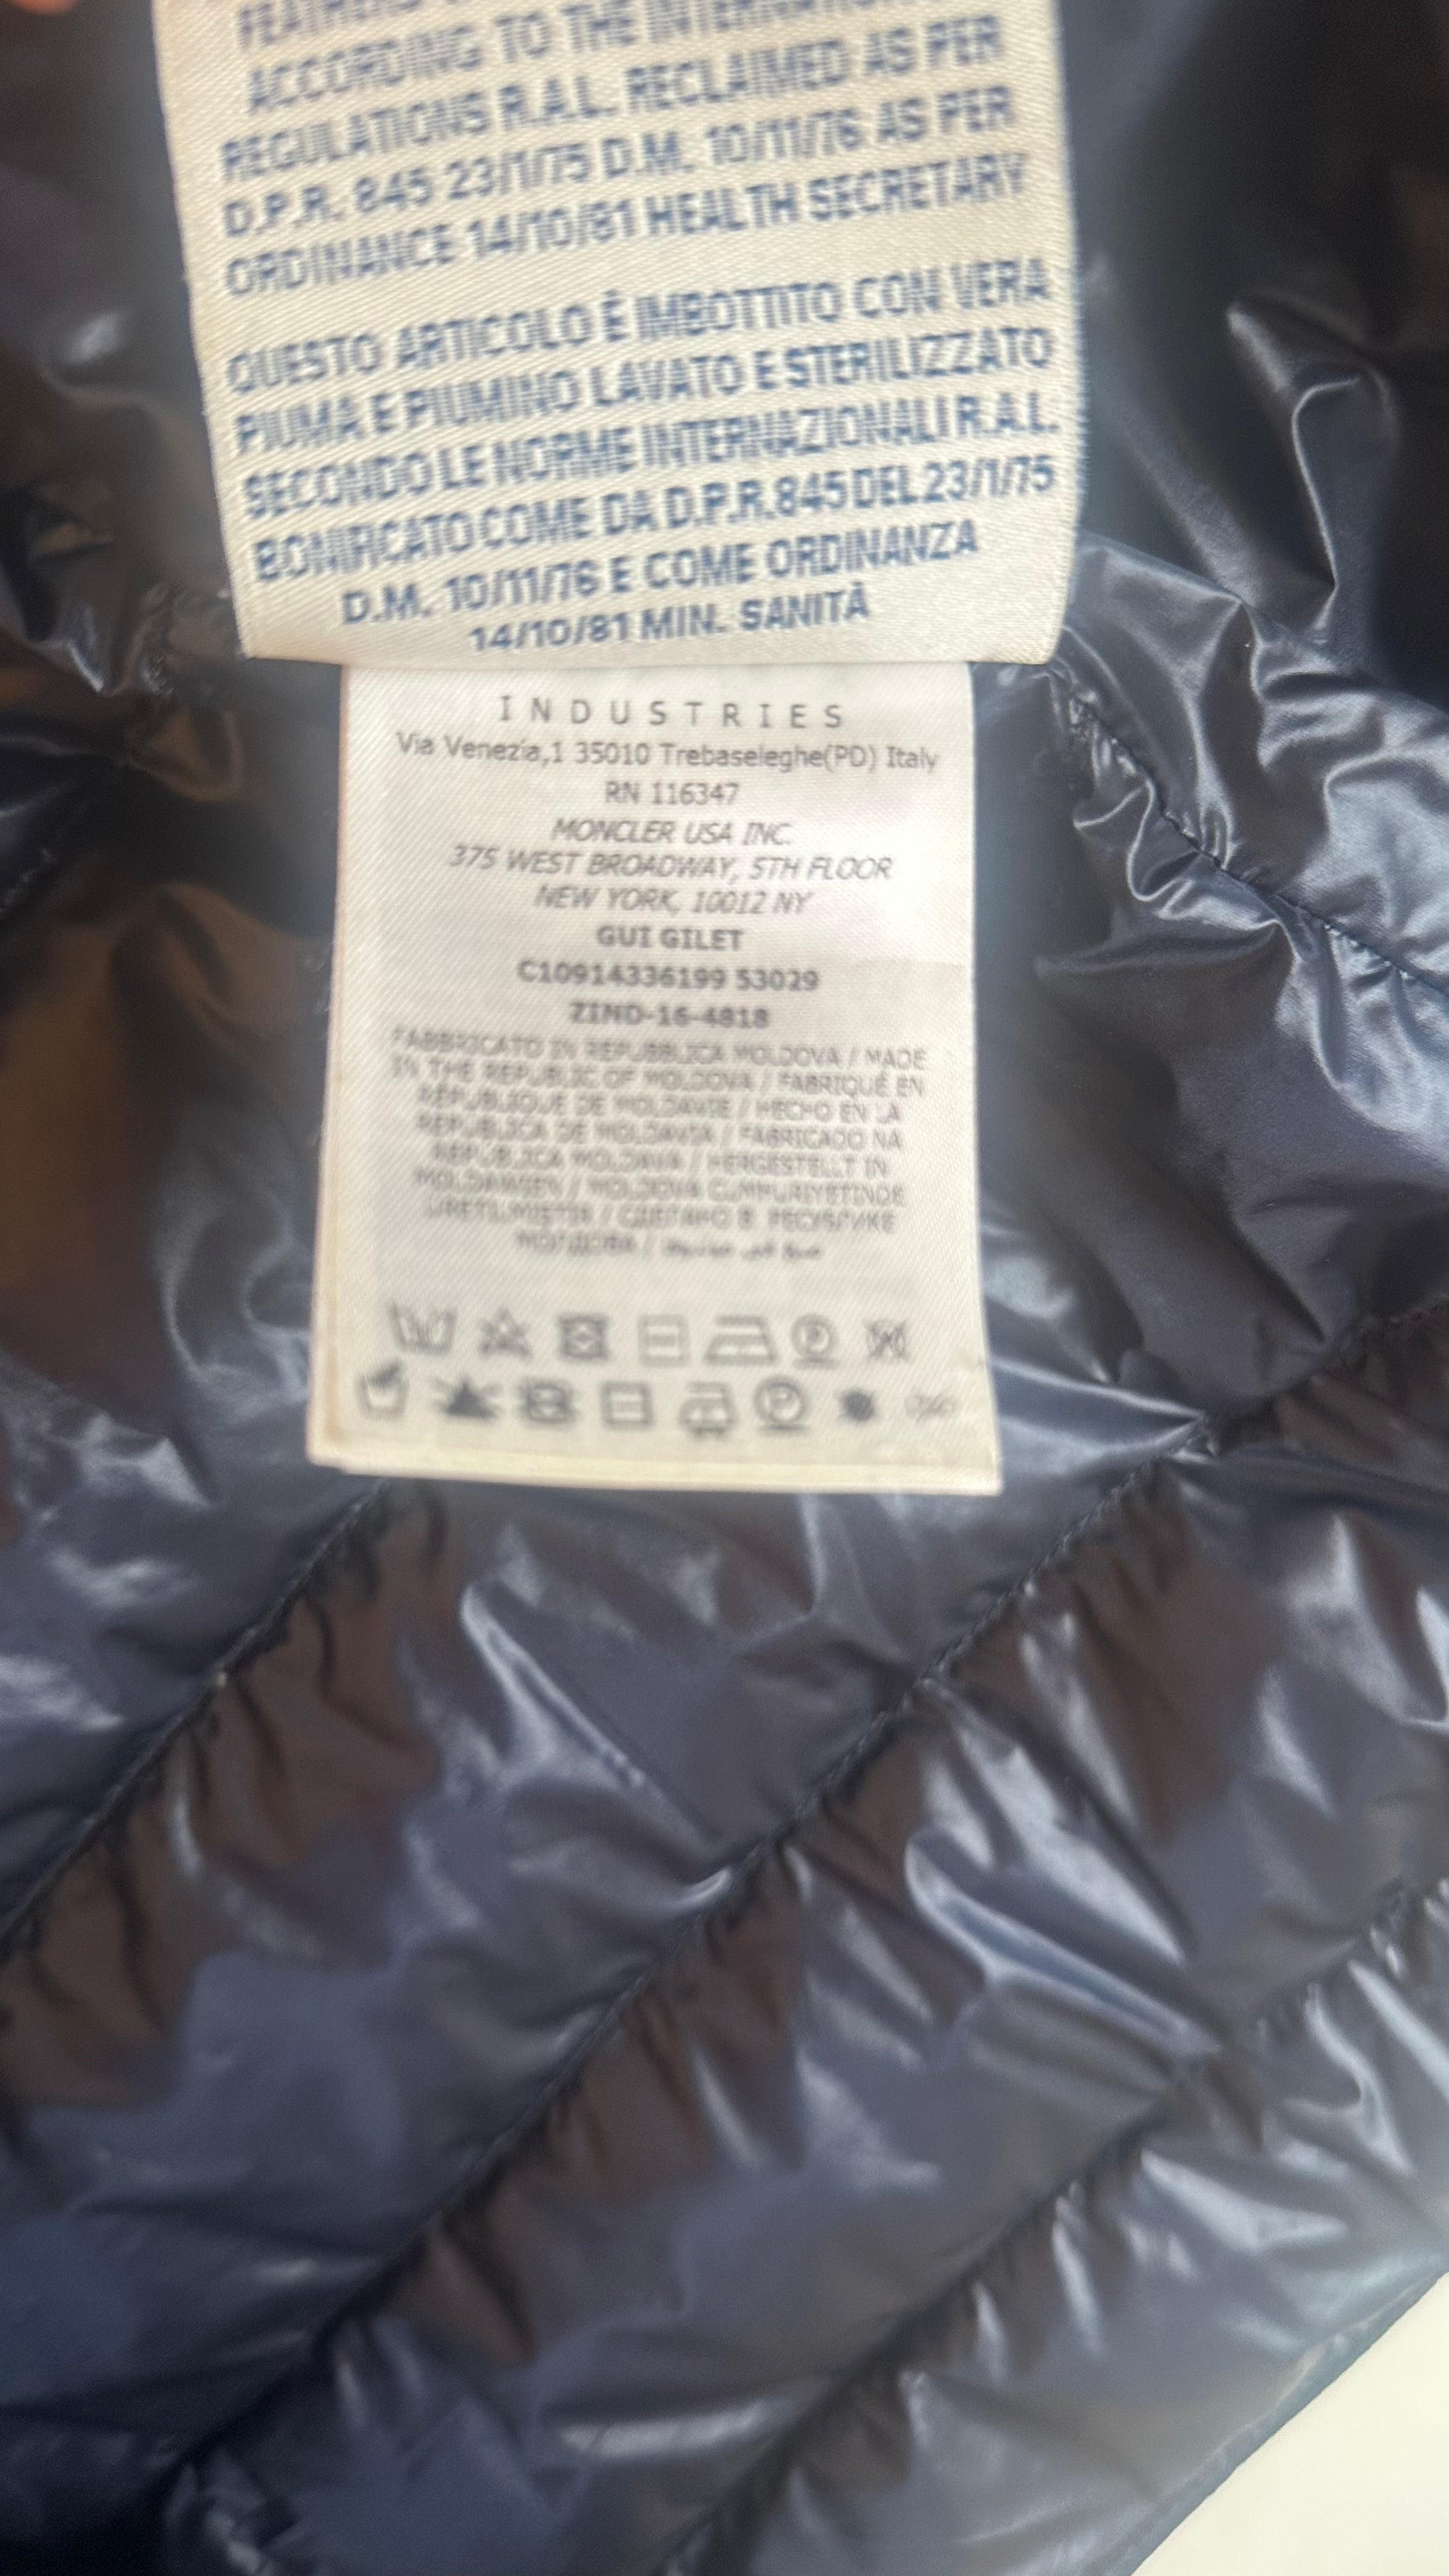 FEATHERS
ACCORDING TO THE INTERNATIONAL
REGULATIONS R.A.L. RECLAIMED AS PER
D.P.R. 845 23/1/75 D.M. 10/11/76 AS PER
ORDINANCE 14/10/81 HEALTH SECRETARY
QUESTO ARTICOLO É IMBOTTITO CON VERA
PIUMA E PIUMINO LAVATO E STERILIZZATO
SECONDO LE NORME INTERNAZIONALI R.A.L.
BONIFICATO COME DA D.P.R. 845 DEL 23/1/75
D.M. 10/11/76 E COME ORDINANZA
14/10/81 MIN. SANITÀ
INDUSTRIES
Via Venezia,1 35010 Trebaseleghe(PD) Italy
RN 116347
MONCLER USA INC.
375 WEST BROADWAY, 5TH FLOOR
NEW YORK, 10012 NY
GUI GILET
C10914336199 53029
ZIND-16-4818
FABBRICATO IN REPUBBLICA MOLDOVA / MADE
IN THE REPUBLIC OF MOLDOVA / FABRIQUÉ EN
RÉPUBLIQUE DE MOLDAVIE / HECHO EN LA
REPÚBLICA DE MOLDAVIA / FABRICADO NA
REPÚBLICA MOLDAVA / HERGESTELLT IN
MOLDAWIEN / MOLDOVA CUMHURIYETINDE